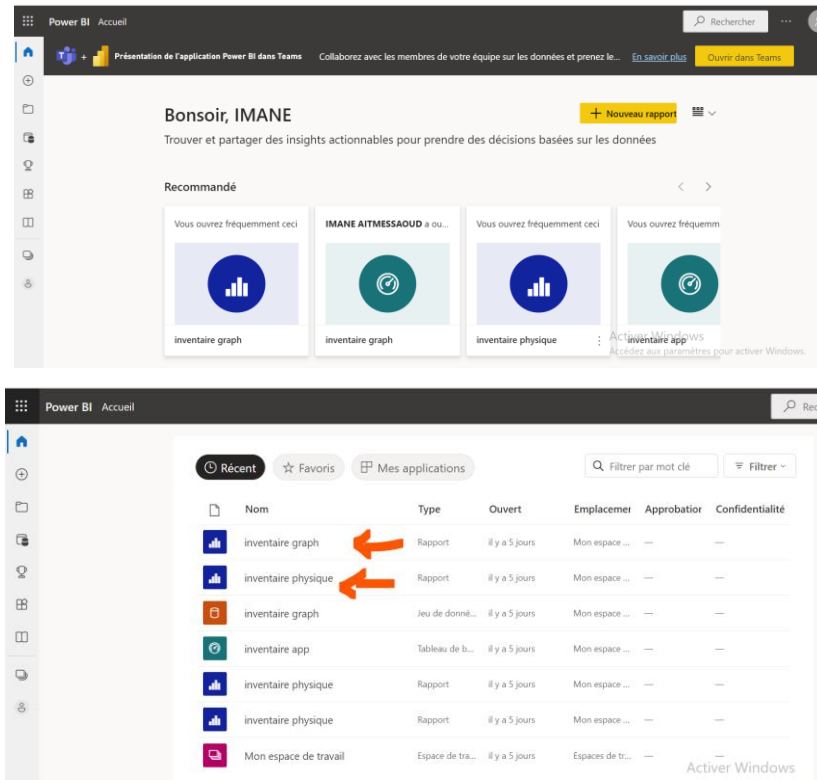 Power BI Accueil Rechercher
Présentation de l'application Power BI dans Teams Collaborez avec les membres de votre équipe sur les données et prenez le... En savoir plus Ouvrir dans Teams
Bonsoir, IMANE
+ Nouveau rapport
Trouver et partager des insights actionnables pour prendre des décisions basées sur les données
Recommandé
Vous ouvrez fréquemment ceci IMANE AITMESSAOUD a ou... Vous ouvrez fréquemment ceci Vous ouvrez fréquemm
inventaire graph inventaire graph inventaire physique inventaire app
Activer Windows
Accédez aux paramètres pour activer Windows.
Power BI Accueil Rec
Récent Favoris Mes applications Filtrer par mot clé Filtrer
Nom Type Ouvert Emplacemer Approbatior Confidentialité
inventaire graph Rapport il y a 5 jours Mon espace ... — —
inventaire physique Rapport il y a 5 jours Mon espace ... — —
inventaire graph Jeu de donné... il y a 5 jours Mon espace ... — —
inventaire app Tableau de b... il y a 5 jours Mon espace ... — —
inventaire physique Rapport il y a 5 jours Mon espace ... — —
inventaire physique Rapport il y a 5 jours Mon espace ... — —
Mon espace de travail Espace de tra... il y a 5 jours Espaces de tr... — —
Activer Windows